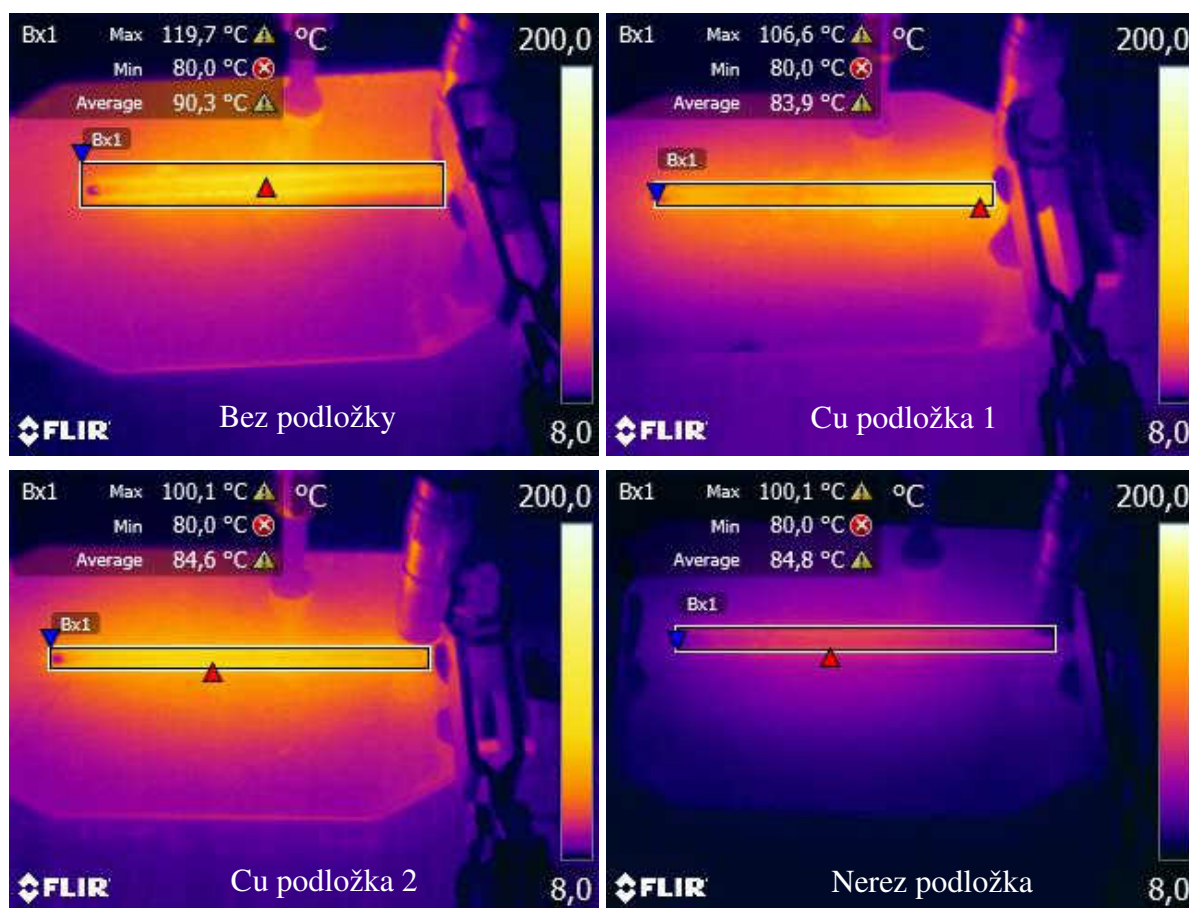 Bx1 Max 119,7 °C °C 200,0
Min 80,0 °C
Average 90,3 °C
Bx1
Bez podložky
FLIR 8,0
Bx1 Max 106,6 °C °C 200,0
Min 80,0 °C
Average 83,9 °C
Bx1
Cu podložka 1
FLIR 8,0
Bx1 Max 100,1 °C °C 200,0
Min 80,0 °C
Average 84,6 °C
Bx1
Cu podložka 2
FLIR 8,0
Bx1 Max 100,1 °C °C 200,0
Min 80,0 °C
Average 84,8 °C
Bx1
Nerez podložka
FLIR 8,0